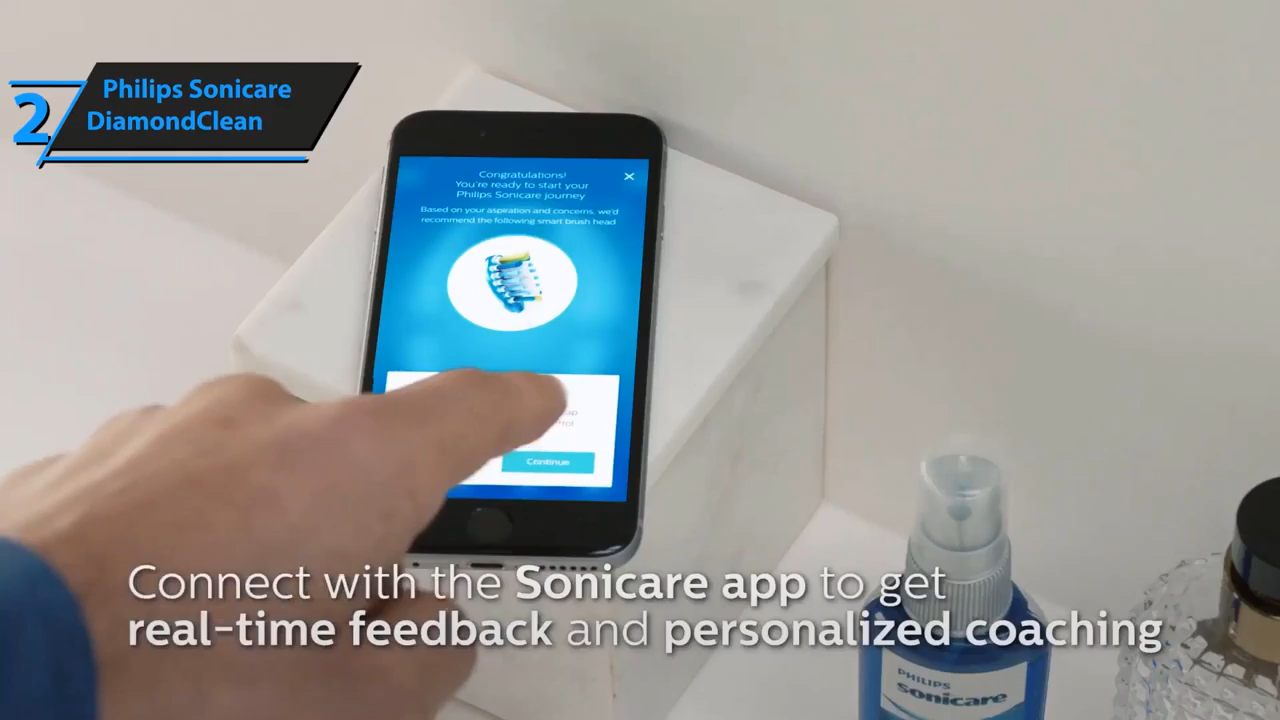 2
Philips Sonicare
DiamondClean
Congratulations!
You're ready to start your
Philips Sonicare journey
Based on your aspiration and concerns, we'd
recommend the following smart brush head
Continue
Connect with the Sonicare app to get
real-time feedback and personalized coaching
PHILIPS
sonicare